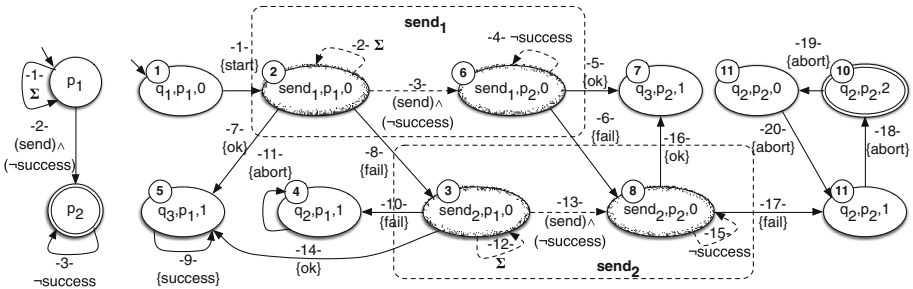 send₁
-1-
Σ
p₁
-2-
(send)∧
(¬success)
p₂
-3-
¬success
1
q₁,p₁,0
-1-
{start}
2
send₁,p₁,0
-2- Σ
-3-
(send)∧
(¬success)
6
send₁,p₂,0
-4- ¬success
-5-
{ok}
7
q₃,p₂,1
11
q₂,p₂,0
-19-
{abort}
10
q₂,p₂,2
-7-
{ok}
-8-
{fail}
-6-
{fail}
-16-
{ok}
-20-
{abort}
-18-
{abort}
5
q₃,p₁,1
-9-
{success}
-11-
{abort}
4
q₂,p₁,1
-10-
{fail}
3
send₂,p₁,0
-12-
Σ
-13-
(send)∧
(¬success)
8
send₂,p₂,0
-15-
¬success
-17-
{fail}
11
q₂,p₂,1
-14-
{ok}
send₂